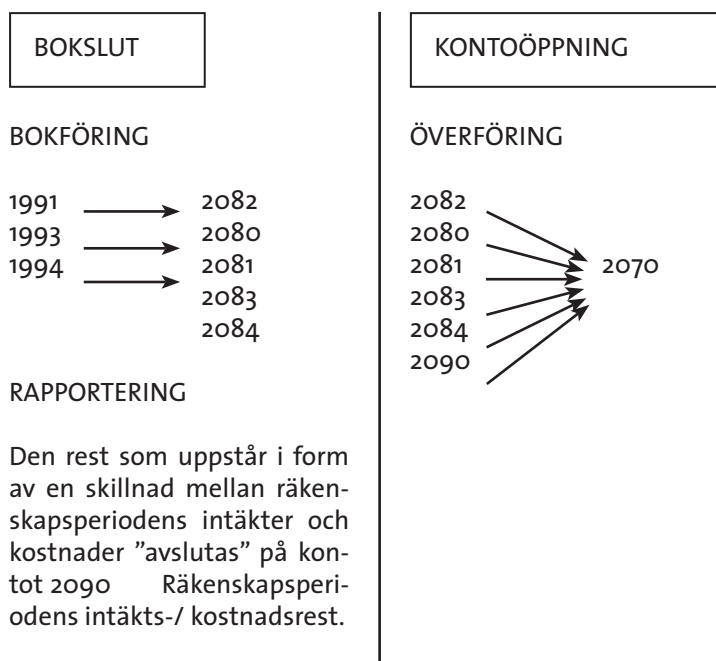 BOKSLUT
BOKFÖRING
1991 2082
1993 2080
1994 2081
2083
2084
RAPPORTERING
Den rest som uppstår i form
av en skillnad mellan räken-
skapsperiodens intäkter och
kostnader ”avslutas” på kon-
tot 2090 Räkenskapsperi-
odens intäkts-/ kostnadsrest.
KONTOÖPPNING
ÖVERFÖRING
2082
2080
2081 2070
2083
2084
2090